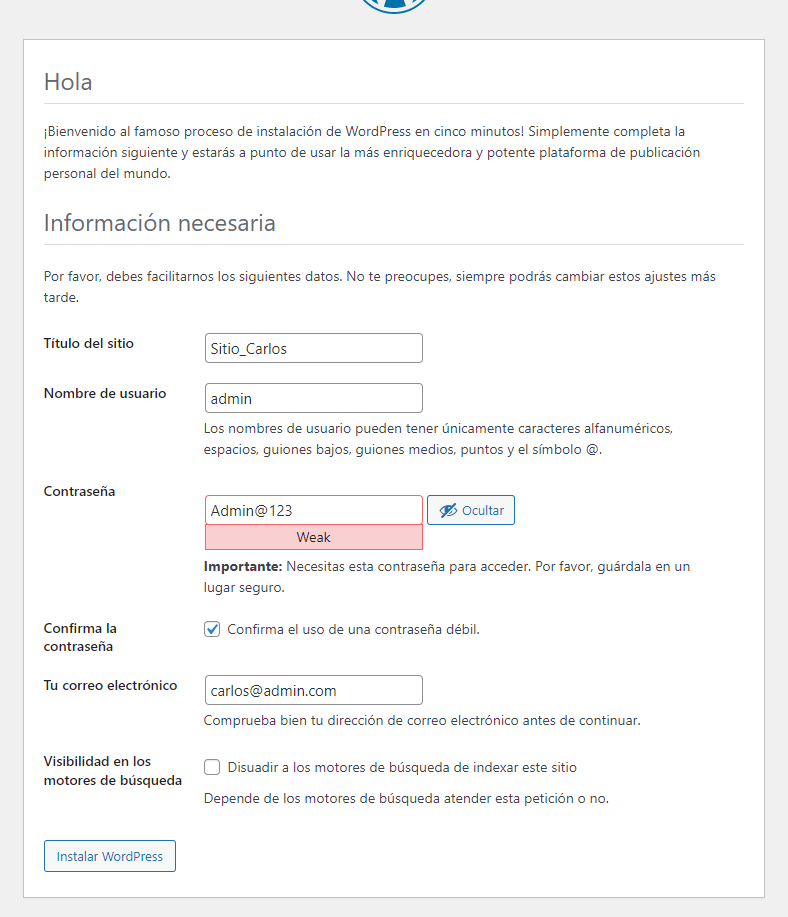 Hola
¡Bienvenido al famoso proceso de instalación de WordPress en cinco minutos! Simplemente completa la
información siguiente y estarás a punto de usar la más enriquecedora y potente plataforma de publicación
personal del mundo.
Información necesaria
Por favor, debes facilitarnos los siguientes datos. No te preocupes, siempre podrás cambiar estos ajustes más
tarde.
Título del sitio
Sitio_Carlos
Nombre de usuario
admin
Los nombres de usuario pueden tener únicamente caracteres alfanuméricos,
espacios, guiones bajos, guiones medios, puntos y el símbolo @.
Contraseña
Admin@123
Ocultar
Weak
Importante: Necesitas esta contraseña para acceder. Por favor, guárdala en un
lugar seguro.
Confirma la
contraseña
Confirma el uso de una contraseña débil.
Tu correo electrónico
carlos@admin.com
Comprueba bien tu dirección de correo electrónico antes de continuar.
Visibilidad en los
motores de búsqueda
Disuadir a los motores de búsqueda de indexar este sitio
Depende de los motores de búsqueda atender esta petición o no.
Instalar WordPress